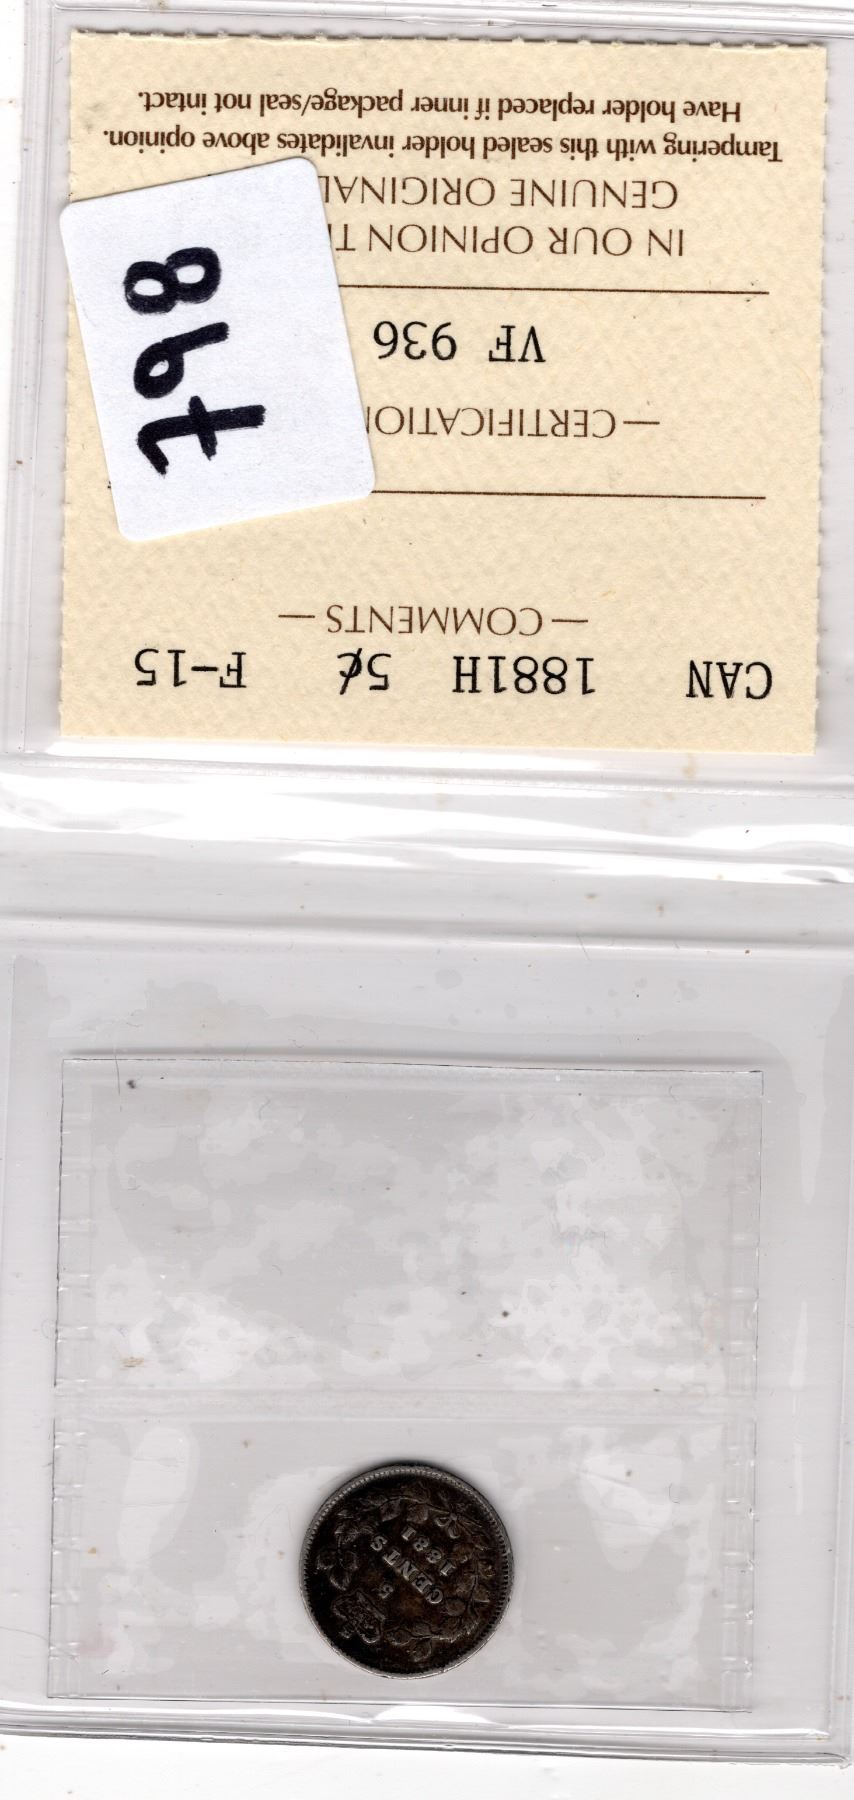 CAN 1881H 5¢ F-15
— COMMENTS —
— CERTIFICATIO
VF 936
IN OUR OPINION
GENUINE ORIGINAL
Tampering with this sealed holder invalidates above opinion.
Have holder replaced if inner package/seal not intact.
798
5
CENTS
1881